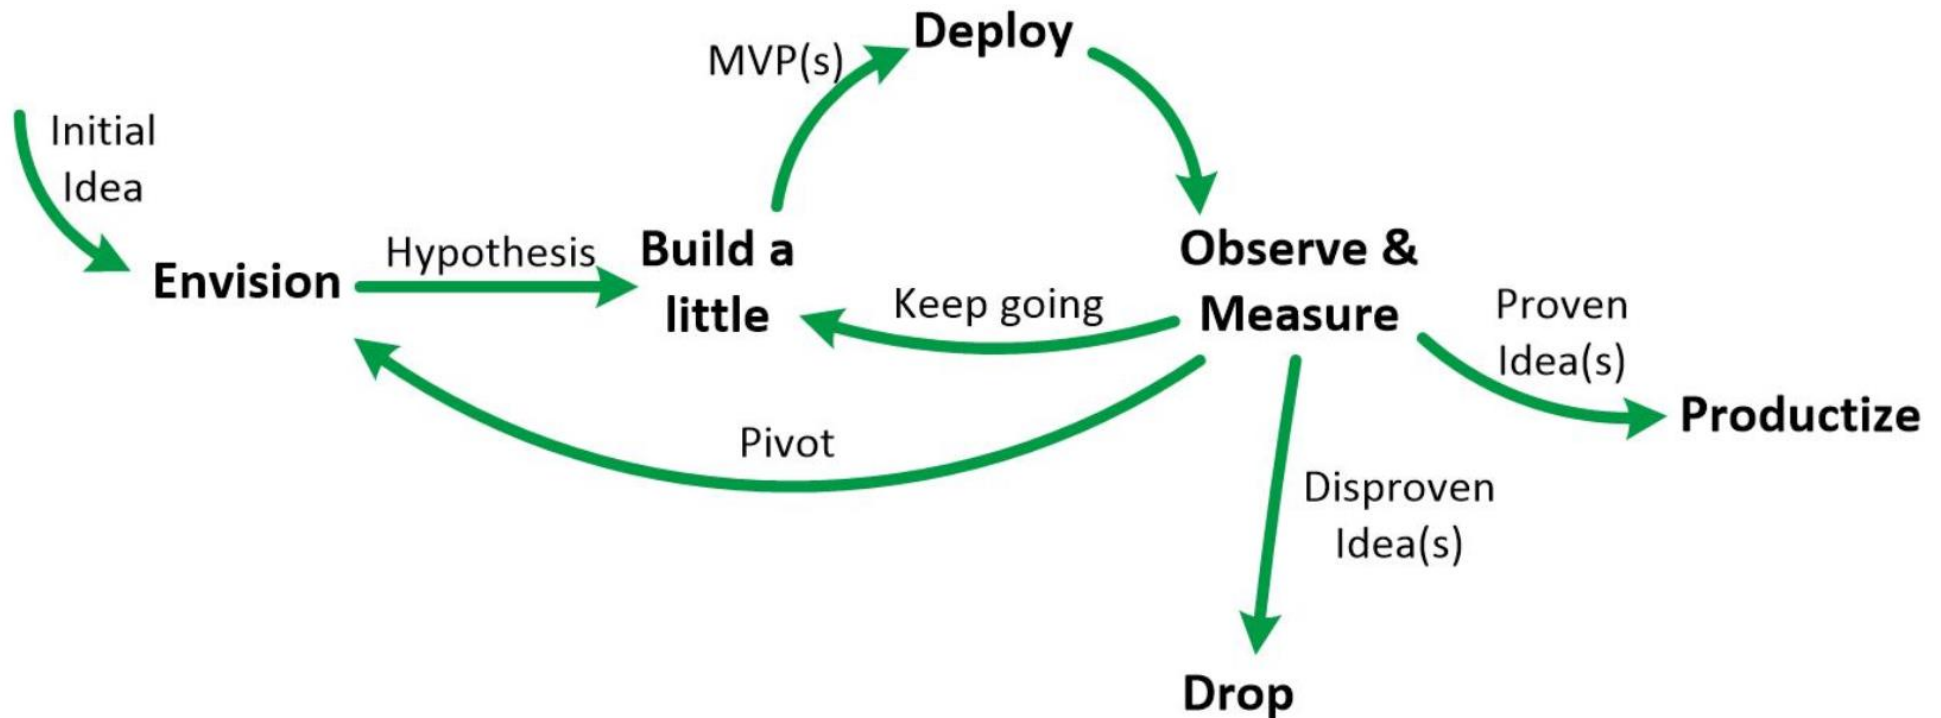 Deploy
MVP(s)
Initial
Idea
Hypothesis
Envision
Build a
little
Observe &
Measure
Keep going
Proven
Idea(s)
Productize
Pivot
Disproven
Idea(s)
Drop